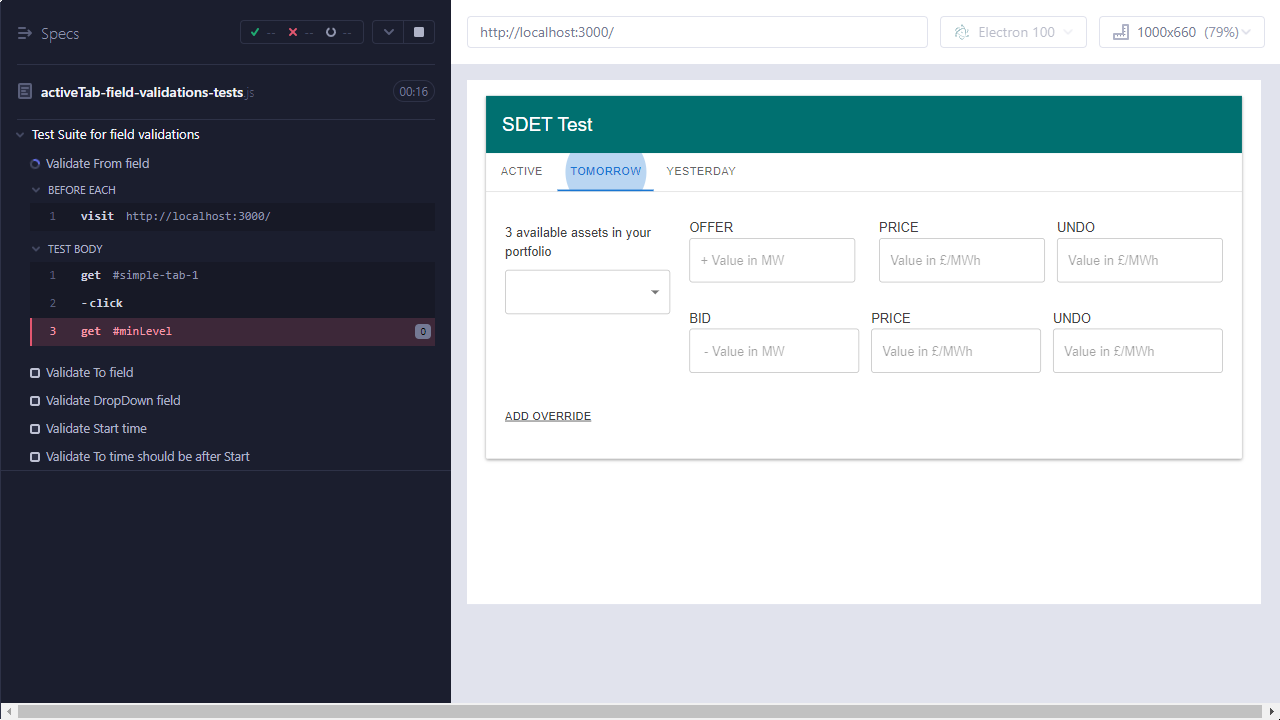 Specs
-- -- --
activeTab-field-validations-tests.js
00:16
Test Suite for field validations
Validate From field
BEFORE EACH
1 visit http://localhost:3000/
TEST BODY
1 get #simple-tab-1
2 -click
3 get #minLevel 0
Validate To field
Validate DropDown field
Validate Start time
Validate To time should be after Start
http://localhost:3000/
Electron 100
1000x660 (79%)
SDET Test
ACTIVE TOMORROW YESTERDAY
3 available assets in your
portfolio
OFFER PRICE UNDO
+ Value in MW Value in £/MWh Value in £/MWh
BID PRICE UNDO
- Value in MW Value in £/MWh Value in £/MWh
ADD OVERRIDE